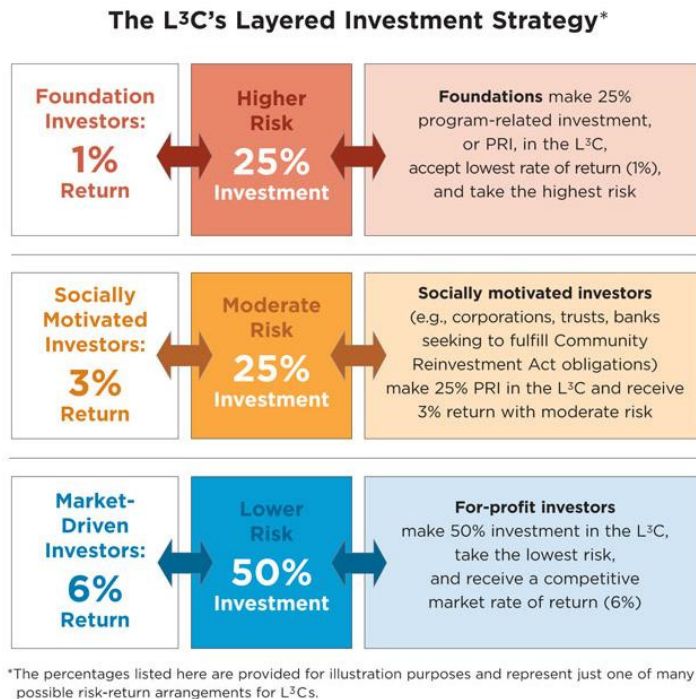 The L³C's Layered Investment Strategy*
Foundation
Investors:
1%
Return
Higher
Risk
25%
Investment
Foundations make 25%
program-related investment,
or PRI, in the L³C,
accept lowest rate of return (1%),
and take the highest risk
Socially
Motivated
Investors:
3%
Return
Moderate
Risk
25%
Investment
Socially motivated investors
(e.g., corporations, trusts, banks
seeking to fulfill Community
Reinvestment Act obligations)
make 25% PRI in the L³C and receive
3% return with moderate risk
Market-
Driven
Investors:
6%
Return
Lower
Risk
50%
Investment
For-profit investors
make 50% investment in the L³C,
take the lowest risk,
and receive a competitive
market rate of return (6%)
*The percentages listed here are provided for illustration purposes and represent just one of many
possible risk-return arrangements for L³Cs.